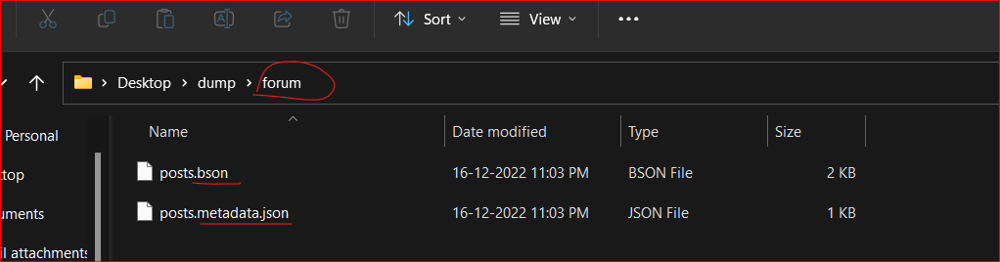 Sort View
Desktop dump forum
Personal
Name Date modified Type Size
posts.bson 16-12-2022 11:03 PM BSON File 2 KB
top
posts.metadata.json 16-12-2022 11:03 PM JSON File 1 KB
uments
il attachments